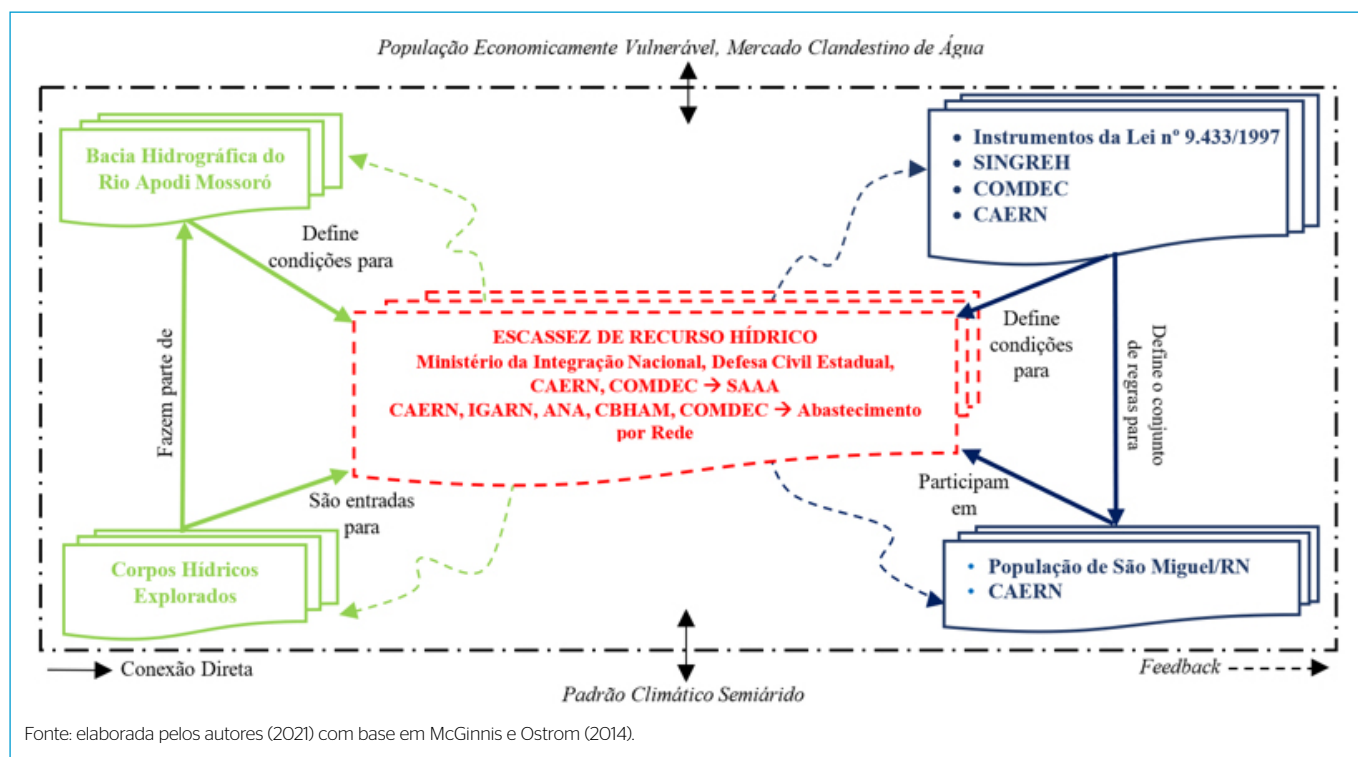 População Economicamente Vulnerável, Mercado Clandestino de Água
Bacia Hidrográfica do
Rio Apodi Mossoró
• Instrumentos da Lei nº 9.433/1997
• SINGREH
• COMDEC
• CAERN
Define
condições para
Fazem parte de
ESCASSEZ DE RECURSO HÍDRICO
Ministério da Integração Nacional, Defesa Civil Estadual,
CAERN, COMDEC → SAAA
CAERN, IGARN, ANA, CBHAM, COMDEC → Abastecimento
por Rede
Define
condições
para
Define o conjunto
de regras para
São entradas
para
Participam
em
Corpos Hídricos
Explorados
• População de São Miguel/RN
• CAERN
Conexão Direta
Feedback
Padrão Climático Semiárido
Fonte: elaborada pelos autores (2021) com base em McGinnis e Ostrom (2014).